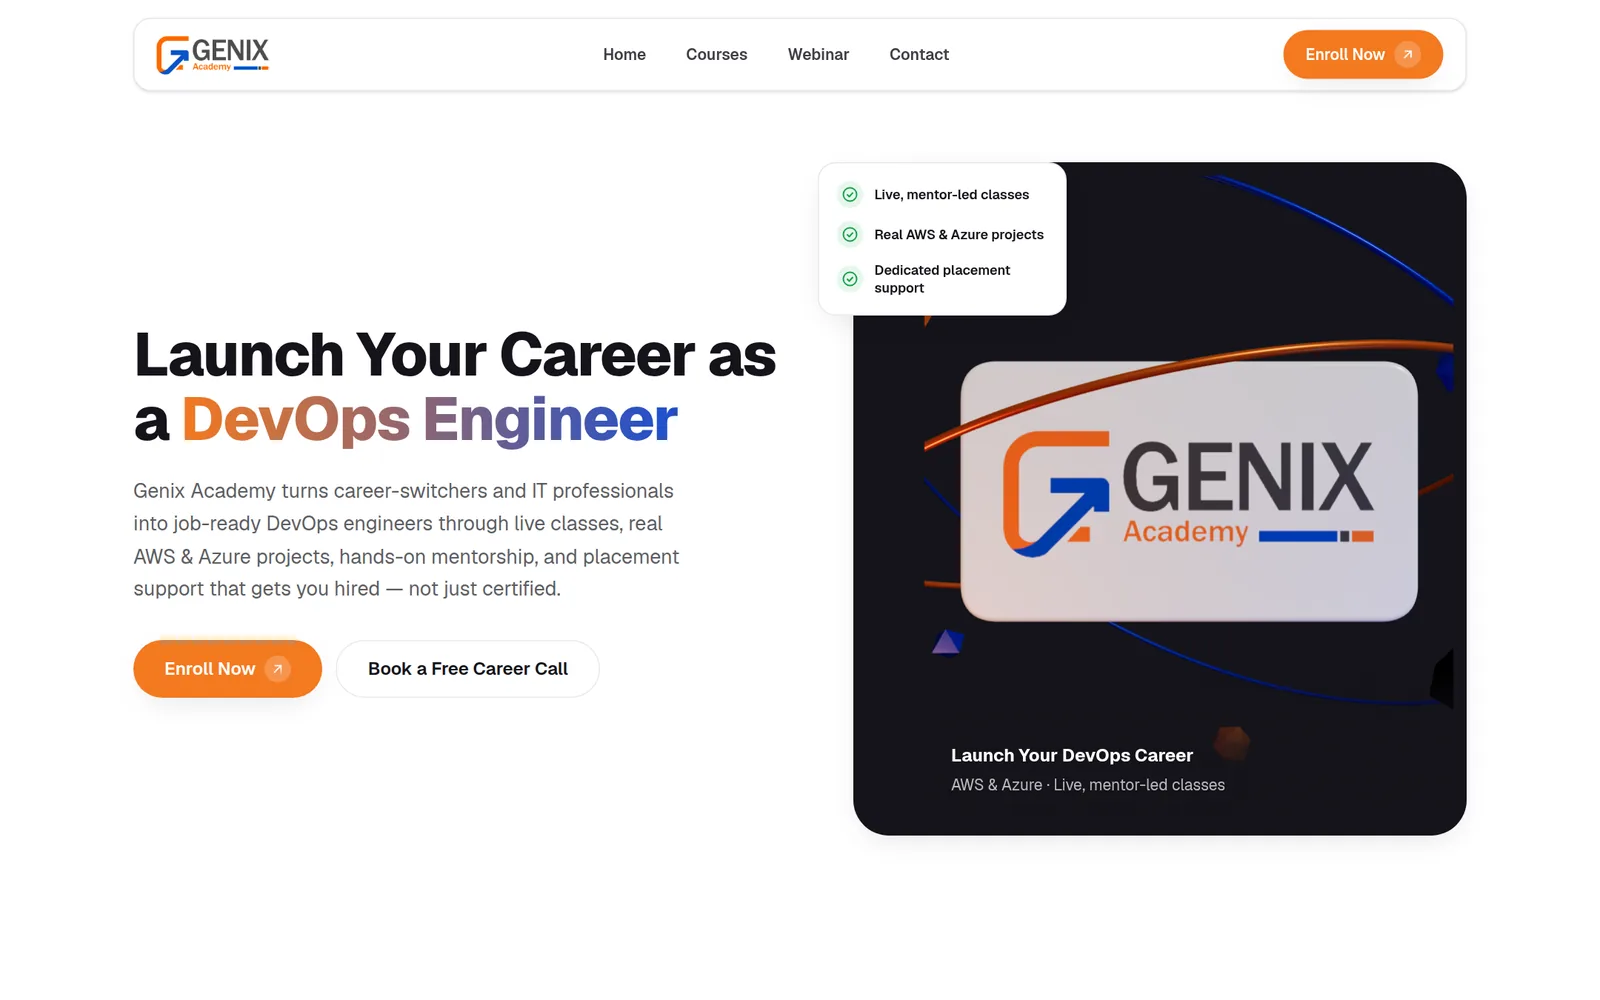 GENIX
Academy
Home
Courses
Webinar
Contact
Enroll Now
Launch Your Career as
a DevOps Engineer
Genix Academy turns career-switchers and IT professionals
into job-ready DevOps engineers through live classes, real
AWS & Azure projects, hands-on mentorship, and placement
support that gets you hired — not just certified.
Enroll Now
Book a Free Career Call
Live, mentor-led classes
Real AWS & Azure projects
Dedicated placement
support
GENIX
Academy
Launch Your DevOps Career
AWS & Azure · Live, mentor-led classes